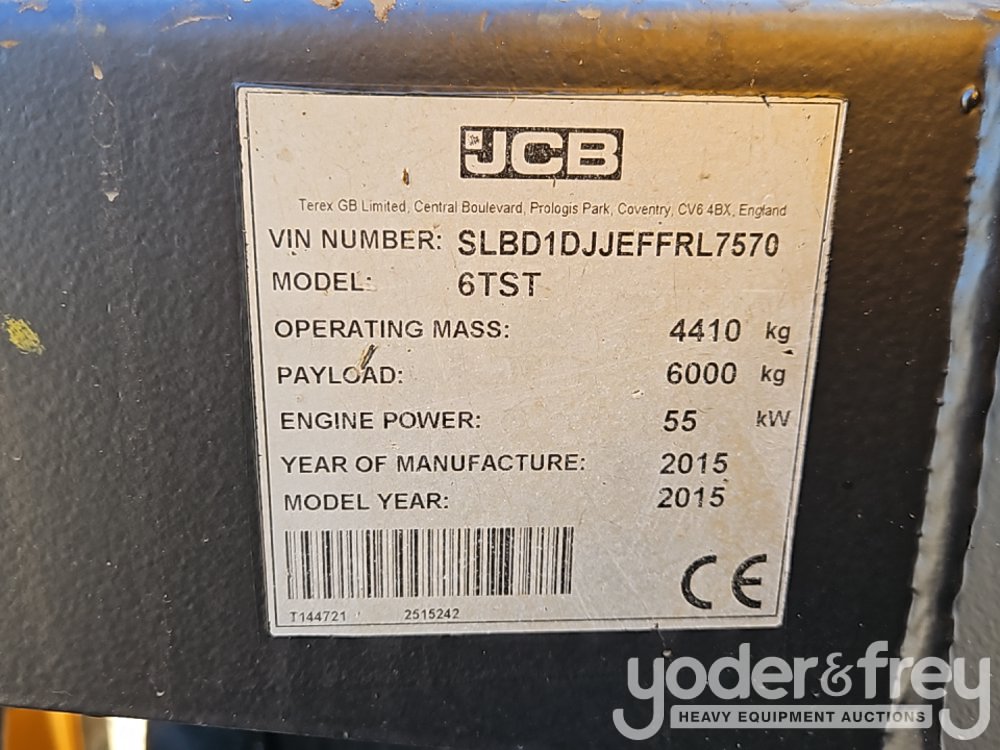 JCB
Terex GB Limited, Central Boulevard, Prologis Park, Coventry, CV6 4BX, England
VIN NUMBER: SLBD1DJJEFFRL7570
MODEL: 6TST
OPERATING MASS: 4410 kg
PAYLOAD: 6000 kg
ENGINE POWER: 55 kW
YEAR OF MANUFACTURE: 2015
MODEL YEAR: 2015
CE
T144721 2515242
yoder&frey
HEAVY EQUIPMENT AUCTIONS